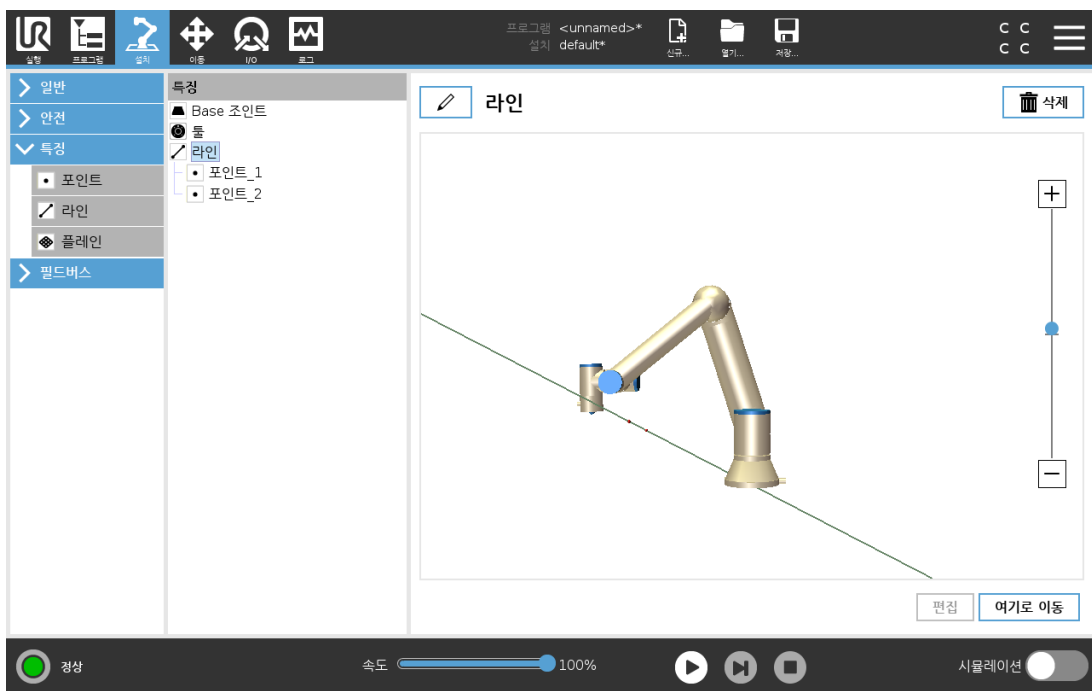 UR
실행
프로그램
설치
이동
I/O
로그
프로그램 <unnamed>*
설치 default*
신규...
열기...
저장...
C C
C C
일반
안전
특징
포인트
라인
플레인
필드버스
특징
Base 조인트
툴
라인
포인트_1
포인트_2
라인
삭제
편집
여기로 이동
정상
속도
100%
시뮬레이션